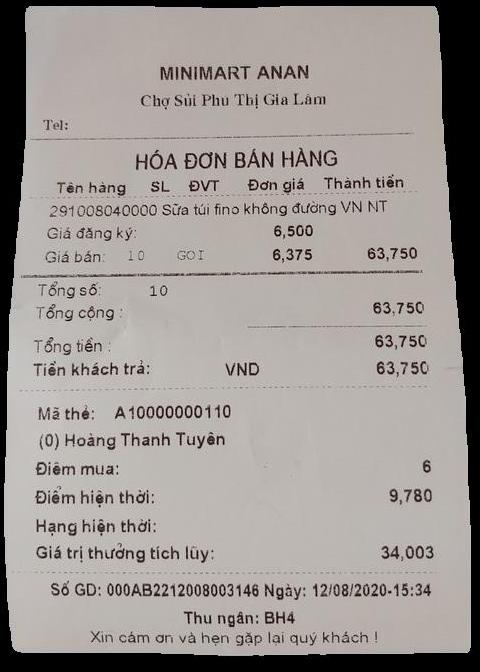 MINIMART ANAN
Chợ Sủi Phú Thị Gia Lâm
Tel:
HÓA ĐƠN BÁN HÀNG
Tên hàng SL ĐVT Đơn giá Thành tiền
291008040000 Sữa túi fino không đường VN NT
Giá đăng ký: 6,500
Giá bán: 10 GOI 6,375 63,750
Tổng số: 10
Tổng cộng : 63,750
Tổng tiền : 63,750
Tiền khách trả: VND 63,750
Mã thẻ: A10000000110
(0) Hoàng Thanh Tuyên
Điểm mua: 6
Điểm hiện thời: 9,780
Hạng hiện thời:
Giá trị thưởng tích lũy: 34,003
Số GD: 000AB2212008003146 Ngày: 12/08/2020-15:34
Thu ngân: BH4
Xin cảm ơn và hẹn gặp lại quý khách !